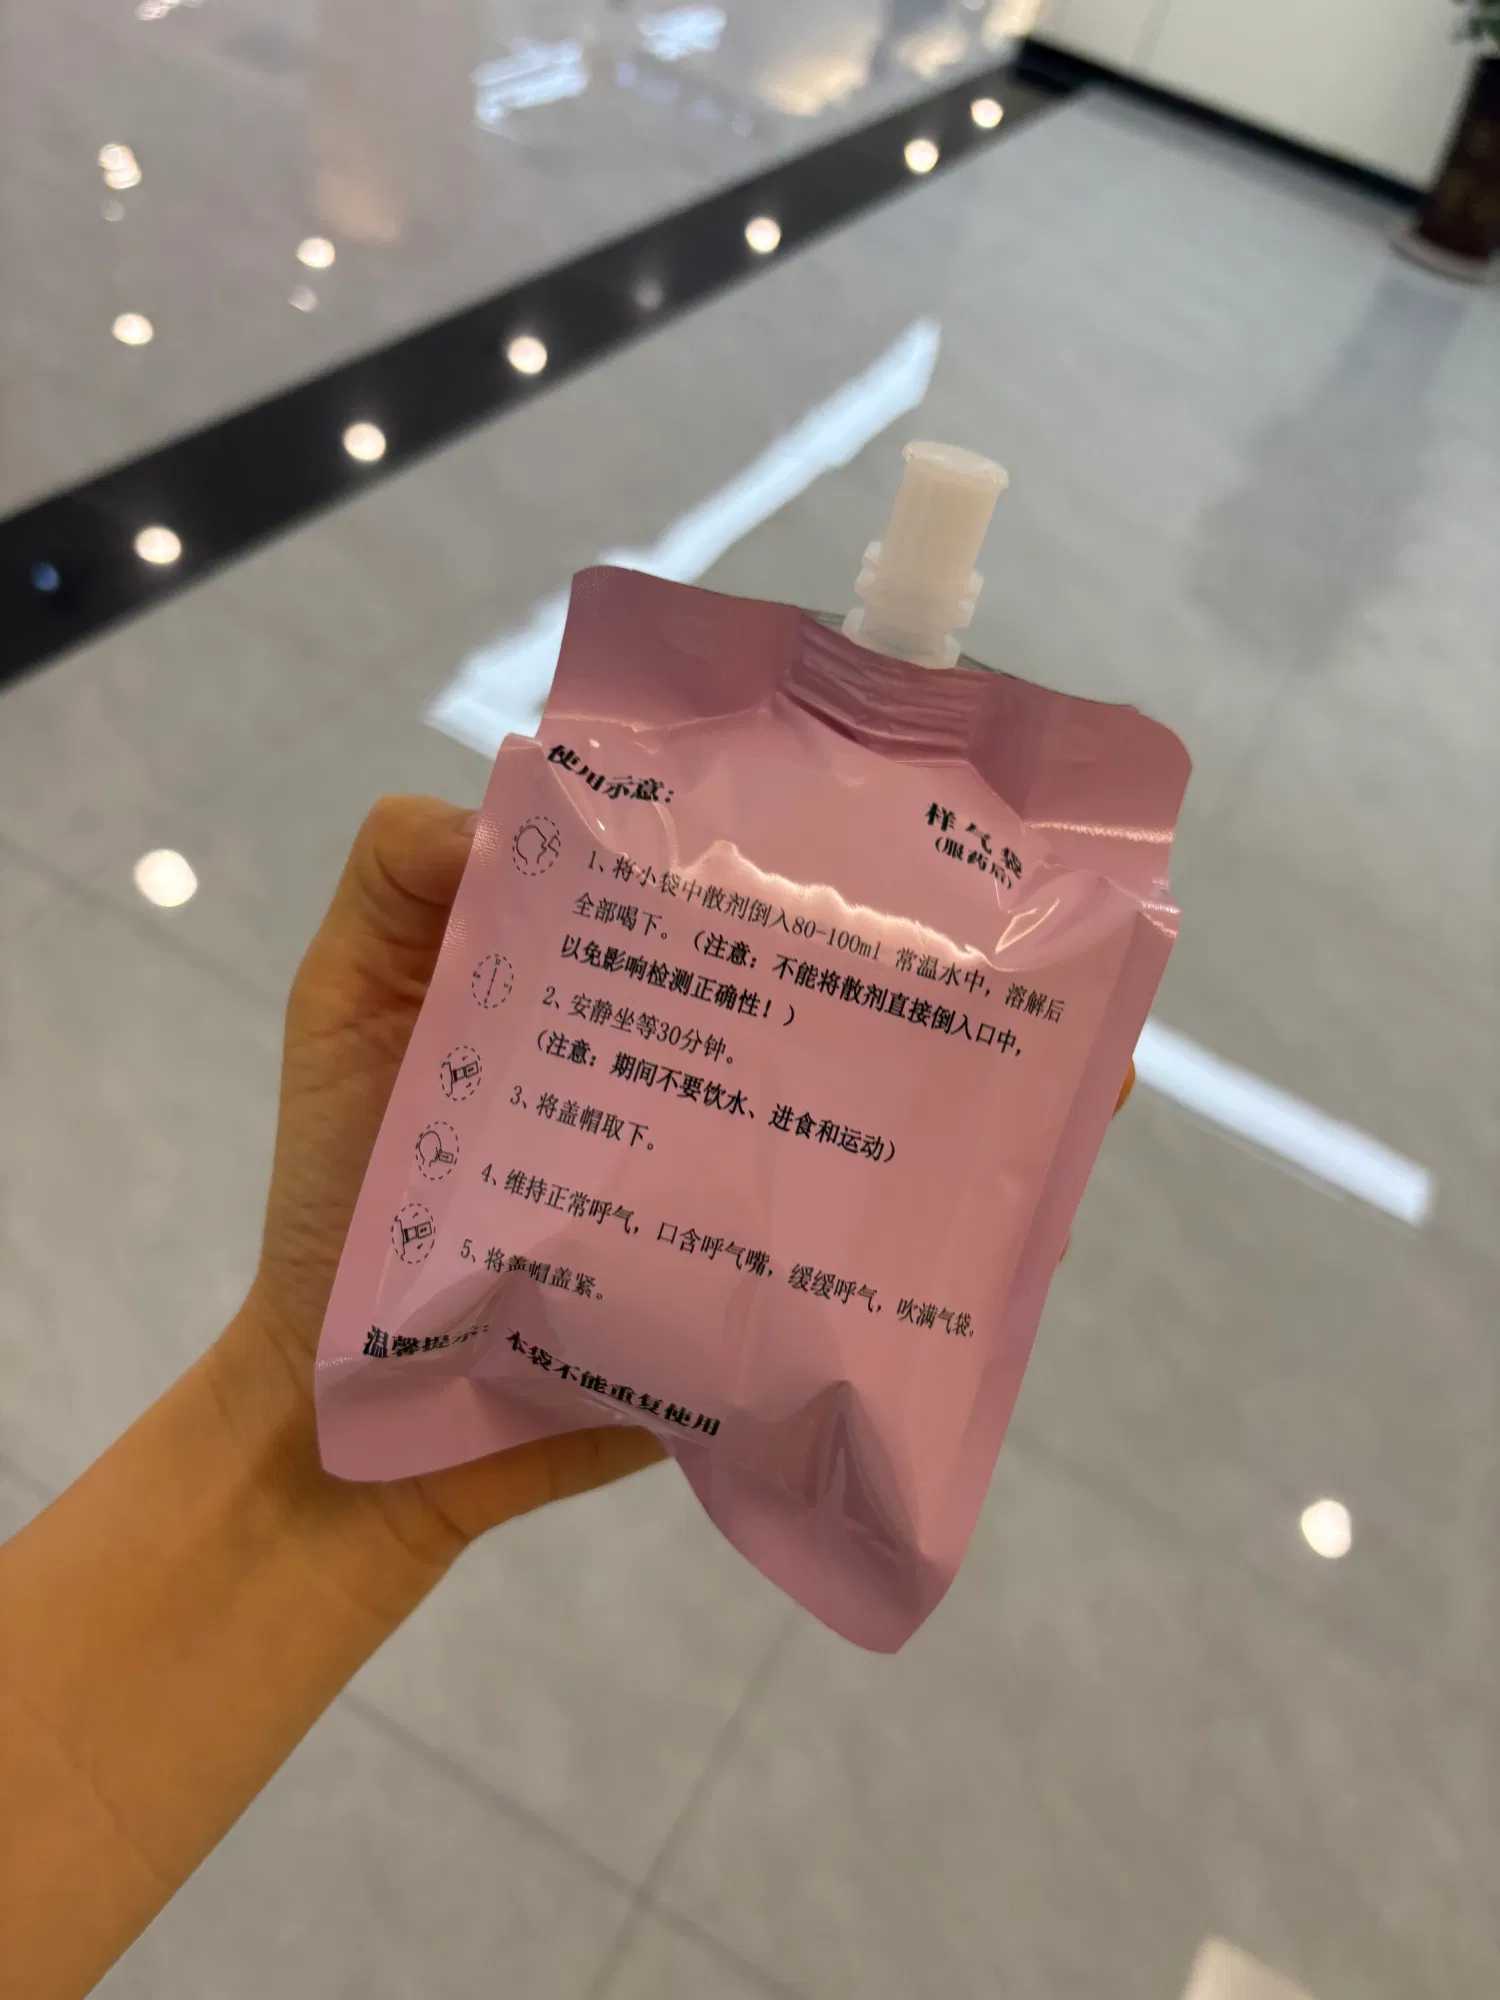 使用示意：
样气袋
（服药后）
1、将小袋中散剂倒入80-100ml 常温水中，溶解后
全部喝下。（注意：不能将散剂直接倒入口中，
以免影响检测正确性！）
2、安静坐等30分钟。
（注意：期间不要饮水、进食和运动）
3、将盖帽取下。
4、维持正常呼气，口含呼气嘴，缓缓呼气，吹满气袋。
5、将盖帽盖紧。
温馨提示：本袋不能重复使用